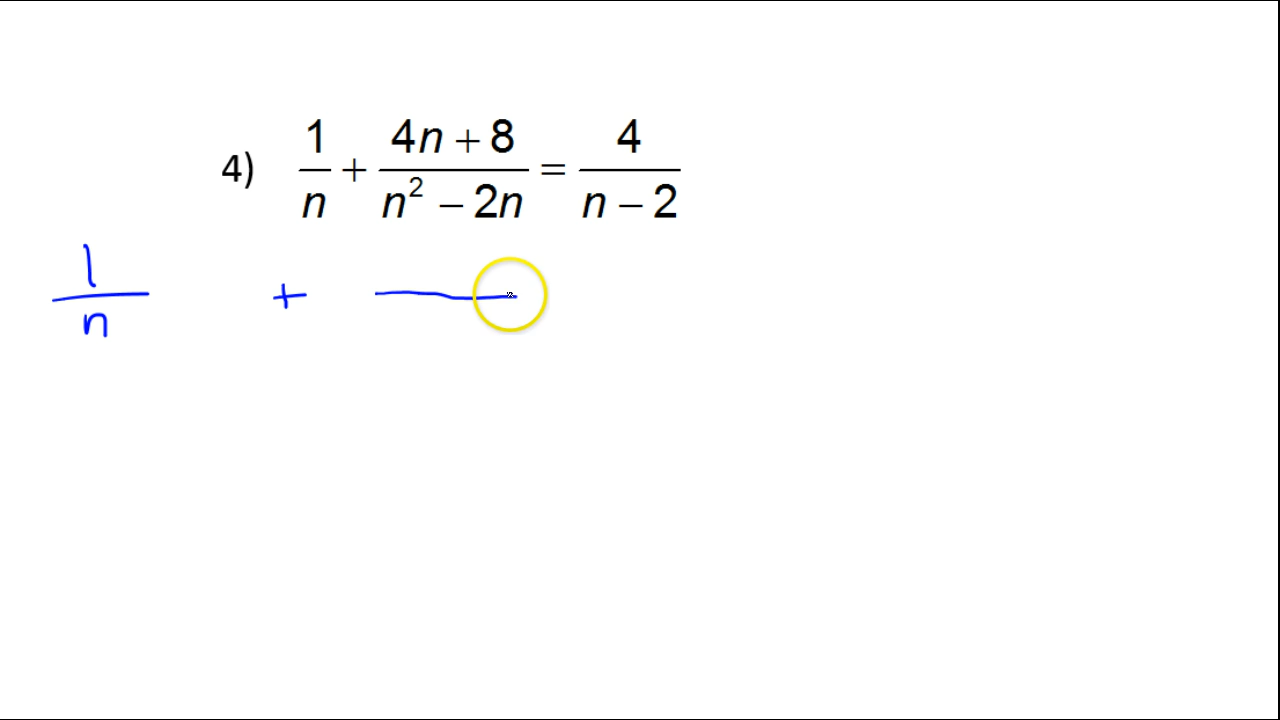 4) 1/n + (4n + 8)/(n² − 2n) = 4/(n − 2)
1/n +